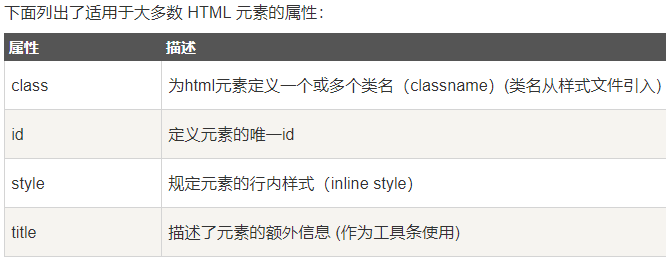 下面列出了适用于大多数 HTML 元素的属性:
属性 描述
class 为html元素定义一个或多个类名（classname）(类名从样式文件引入)
id 定义元素的唯一id
style 规定元素的行内样式（inline style）
title 描述了元素的额外信息 (作为工具条使用)